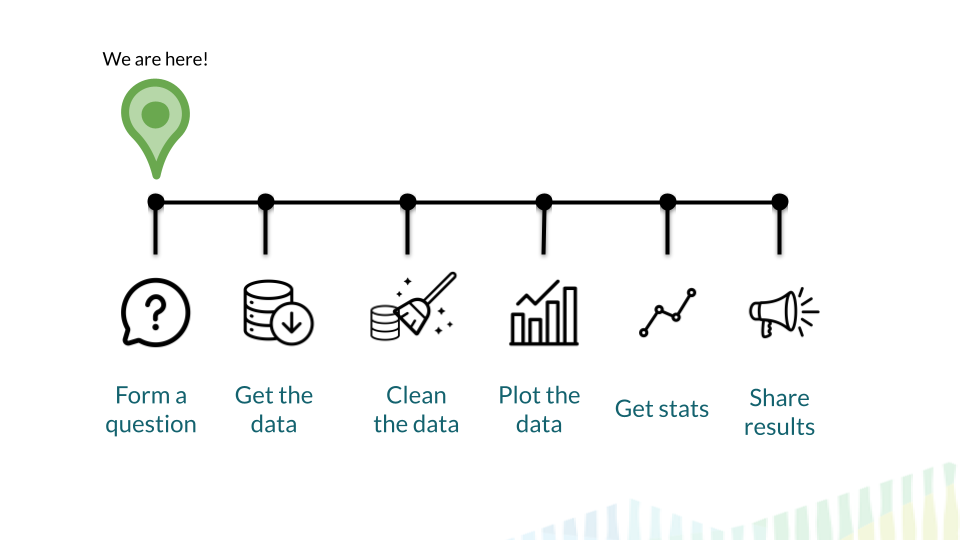 We are here!
?
Form a
question
Get the
data
Clean
the data
Plot the
data
Get stats
Share
results